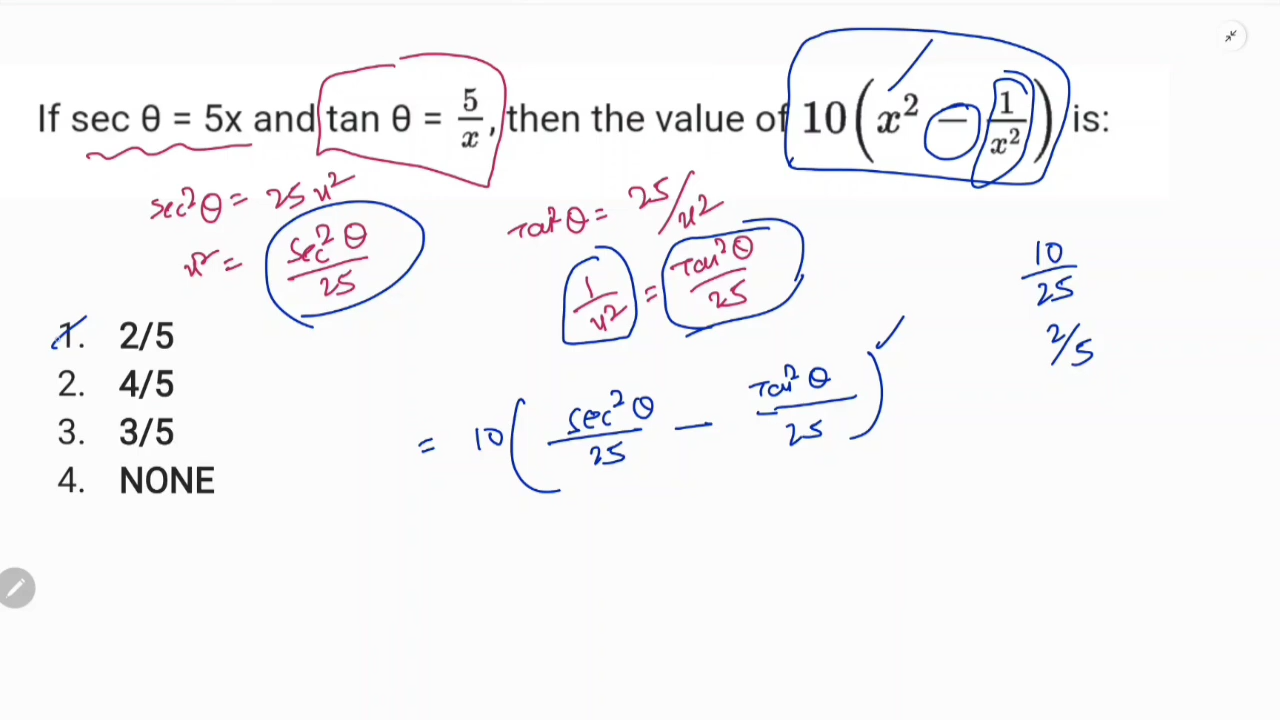 If sec θ = 5x and tan θ = 5/x, then the value of 10(x² − 1/x²) is:
sec²θ = 25x²
x² = sec²θ/25
Tan²θ = 25/x²
1/x² = Tan²θ/25
10/25
2/5
1. 2/5
2. 4/5
3. 3/5
4. NONE
= 10(sec²θ/25 − Tan²θ/25)